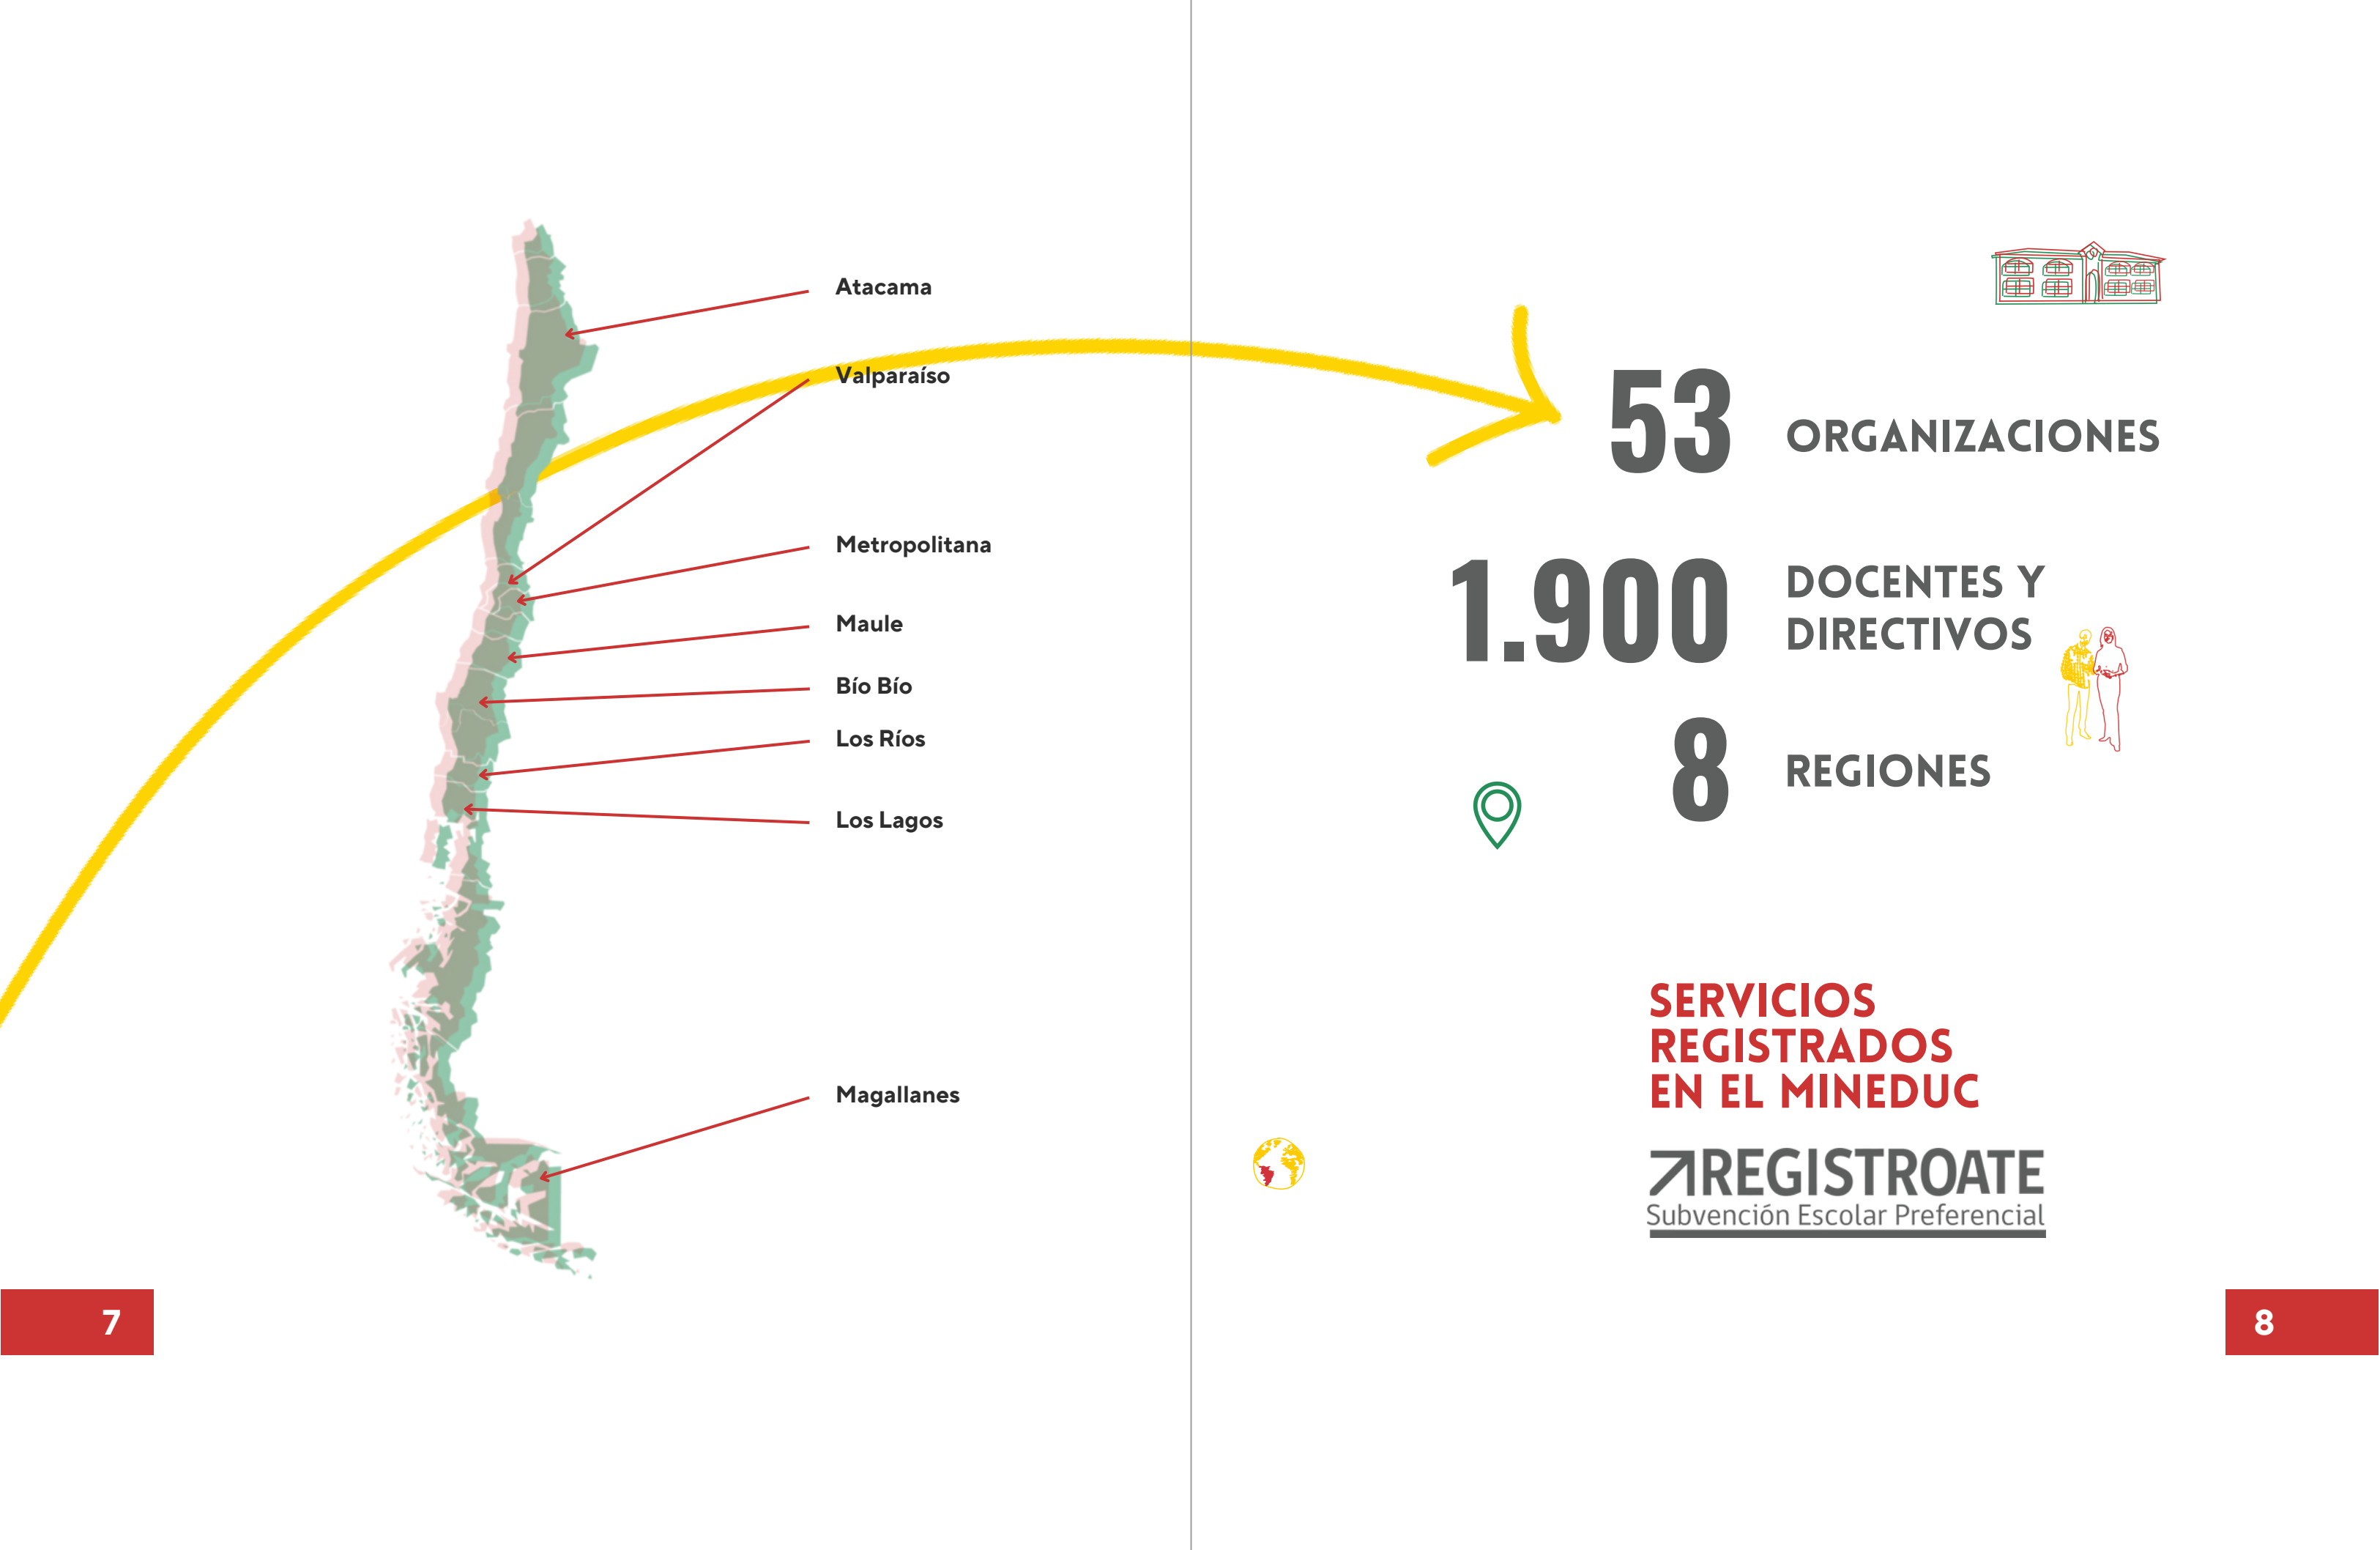 Atacama
Valparaíso
Metropolitana
Maule
Bío Bío
Los Ríos
Los Lagos
Magallanes
7
53 ORGANIZACIONES
1.900 DOCENTES Y
DIRECTIVOS
8 REGIONES
SERVICIOS
REGISTRADOS
EN EL MINEDUC
REGISTROATE
Subvención Escolar Preferencial
8